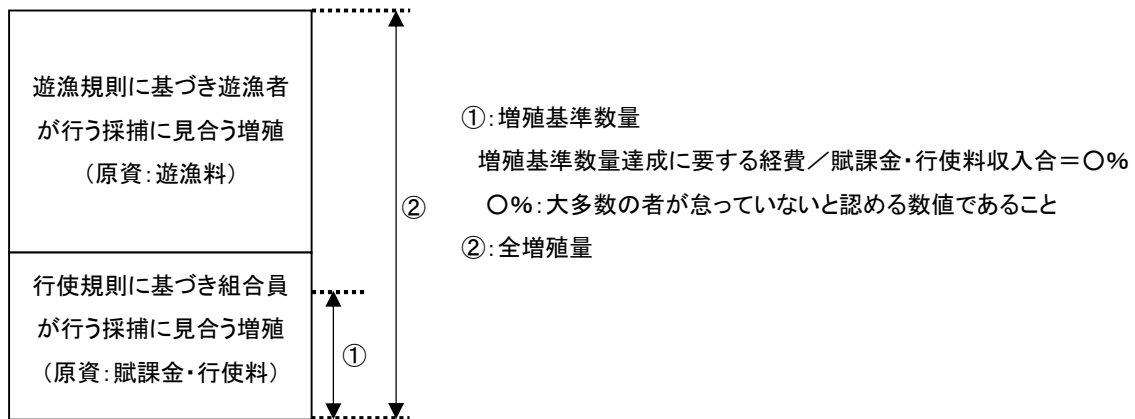 遊漁規則に基づき遊漁者
が行う採捕に見合う増殖
（原資：遊漁料）
行使規則に基づき組合員
が行う採捕に見合う増殖
（原資：賦課金・行使料）
①
②
①：増殖基準数量
増殖基準数量達成に要する経費／賦課金・行使料収入合＝〇%
〇%：大多数の者が怠っていないと認める数値であること
②：全増殖量